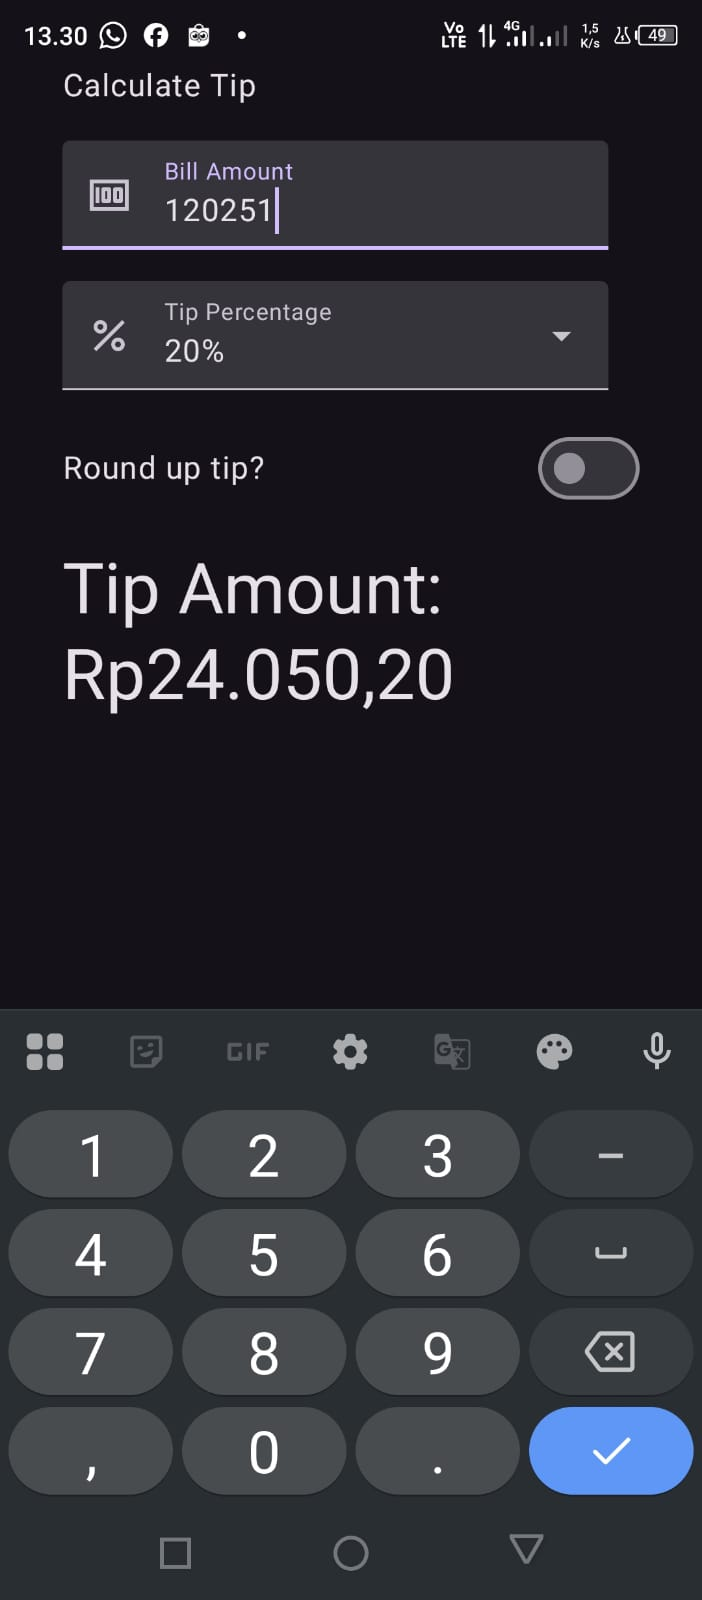 13.30 Vo LTE 4G 1,5 K/s 49
Calculate Tip
100 Bill Amount
120251
% Tip Percentage
20%
Round up tip?
Tip Amount:
Rp24.050,20
GIF G
1 2 3 –
4 5 6
7 8 9
, 0 .